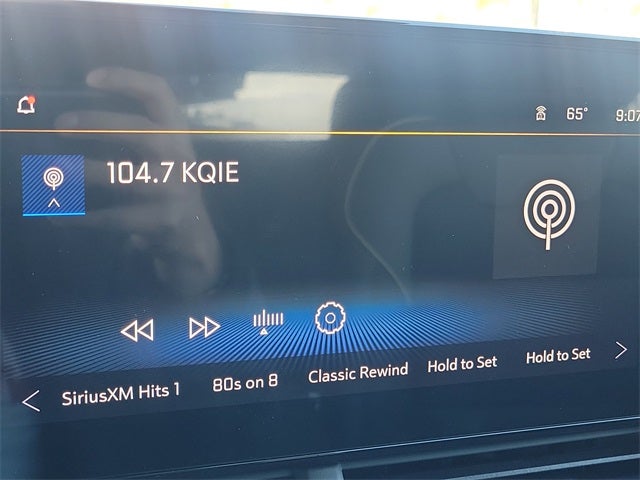 65° 9:07
104.7 KQIE
SiriusXM Hits 1 80s on 8 Classic Rewind Hold to Set Hold to Set